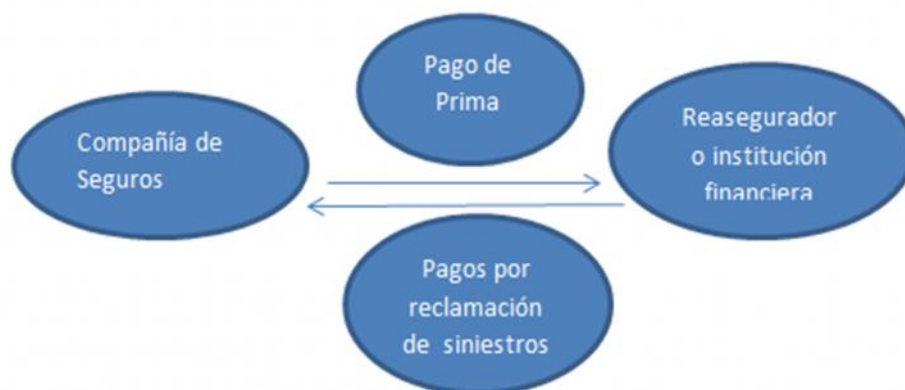 Pago de
Prima
Compañía de
Seguros
Reasegurador
o institución
financiera
Pagos por
reclamación
de siniestros